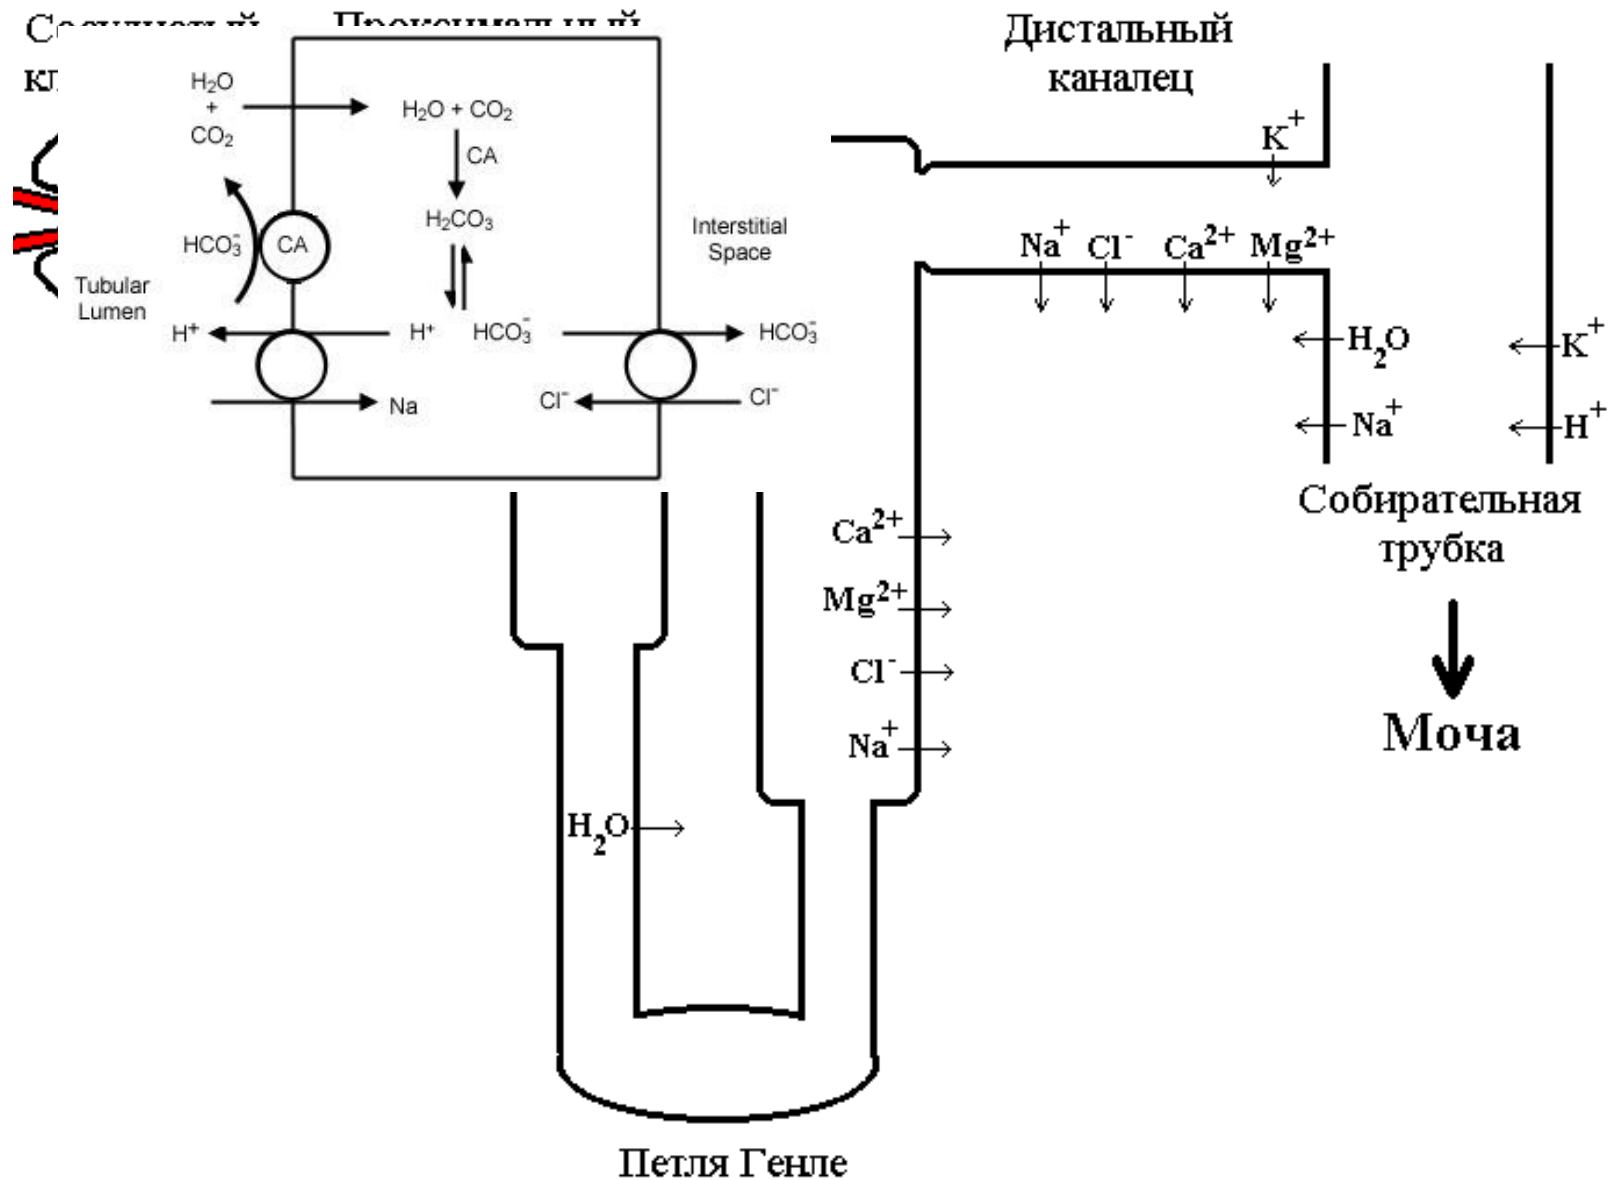 Дистальный
каналец
H₂O
+
CO₂
H₂O + CO₂
CA
H₂CO₃
HCO₃⁻
CA
Interstitial
Space
Tubular
Lumen
H⁺
H⁺
HCO₃⁻
HCO₃⁻
Na
Cl⁻
Cl⁻
K⁺
Na⁺ Cl⁻ Ca²⁺ Mg²⁺
H₂O
K⁺
Na⁺
H⁺
Собирательная
трубка
Моча
Ca²⁺
Mg²⁺
Cl⁻
Na⁺
H₂O
Петля Генле